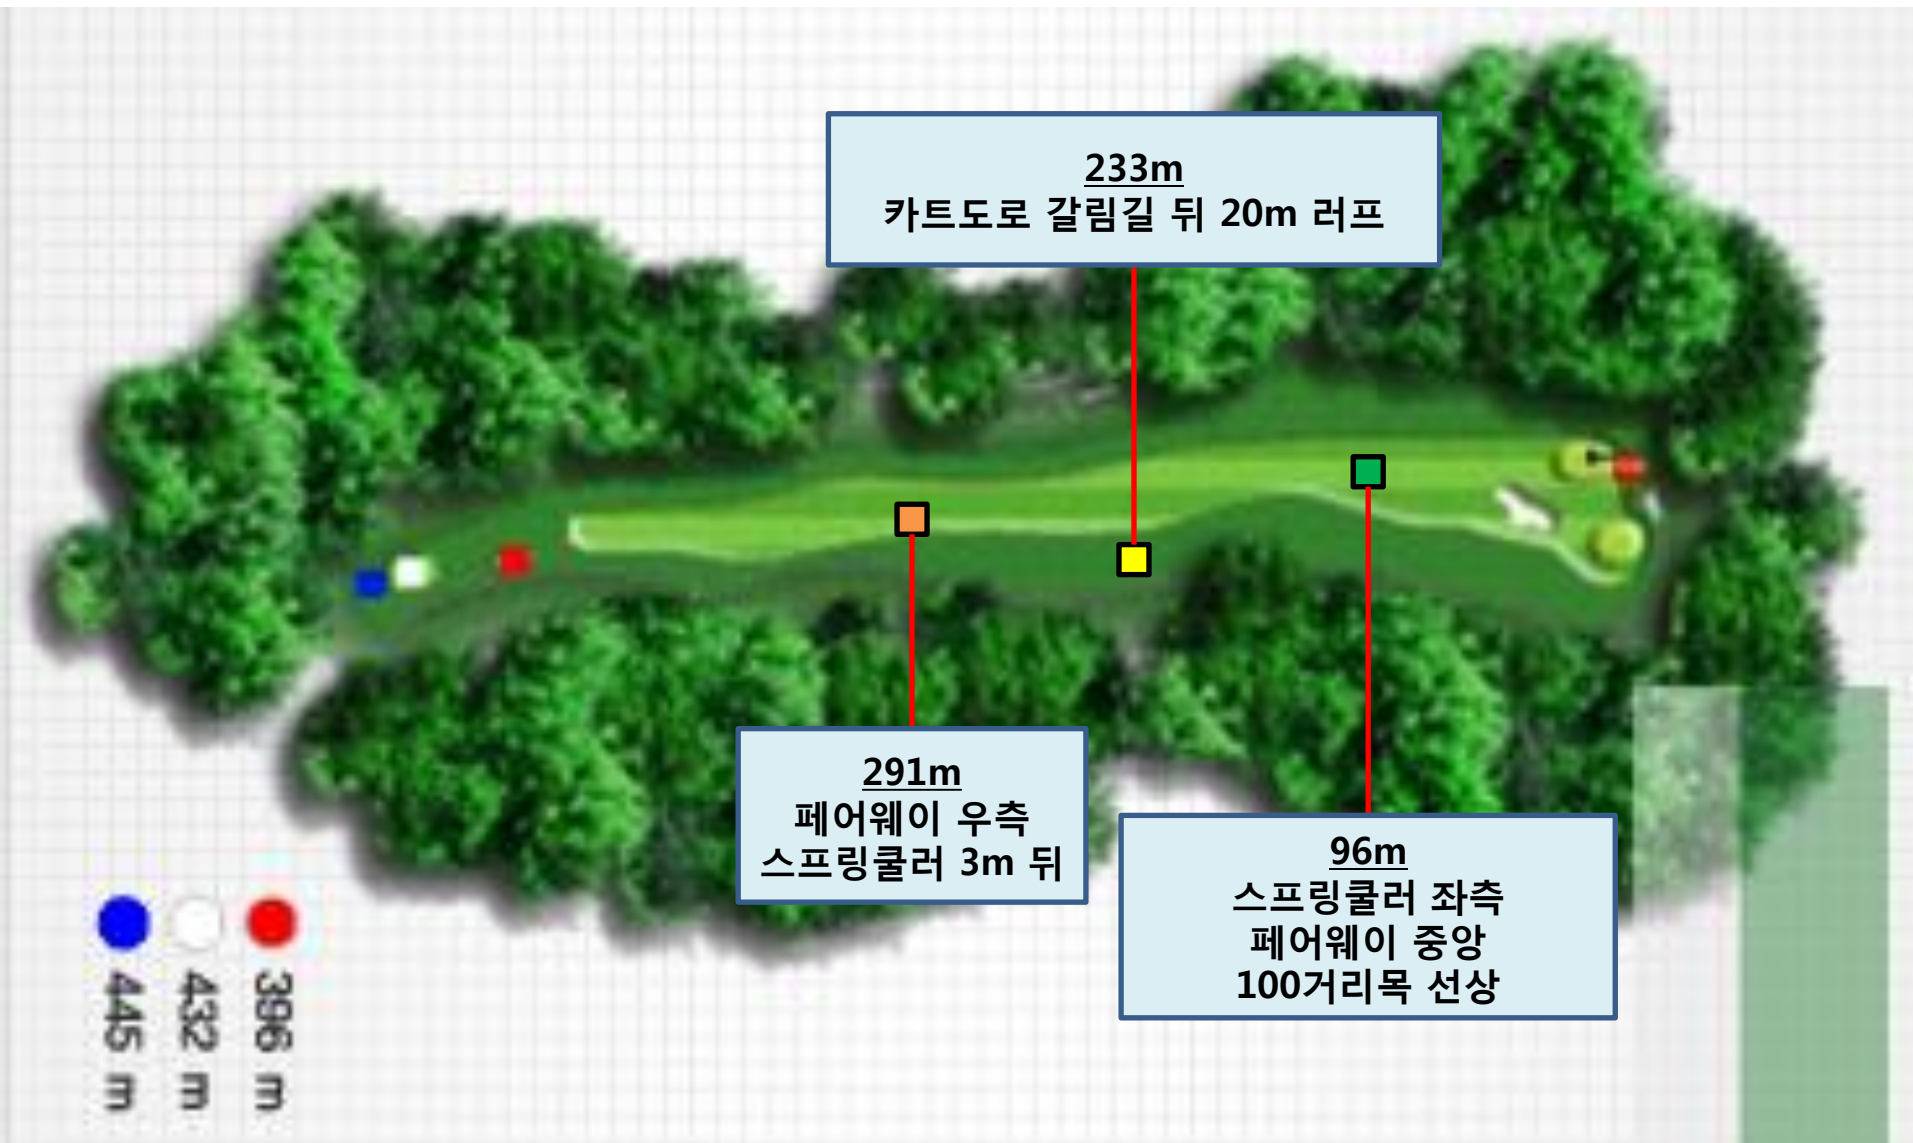 233m
카트도로 갈림길 뒤 20m 러프
291m
페어웨이 우측
스프링쿨러 3m 뒤
96m
스프링쿨러 좌측
페어웨이 중앙
100거리목 선상
396 m
432 m
445 m